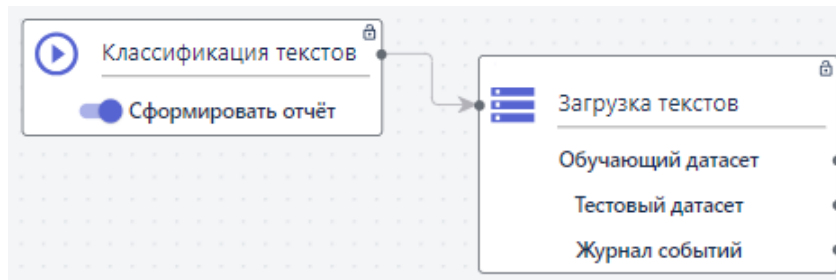 Классификация текстов
Сформировать отчёт
Загрузка текстов
Обучающий датасет
Тестовый датасет
Журнал событий